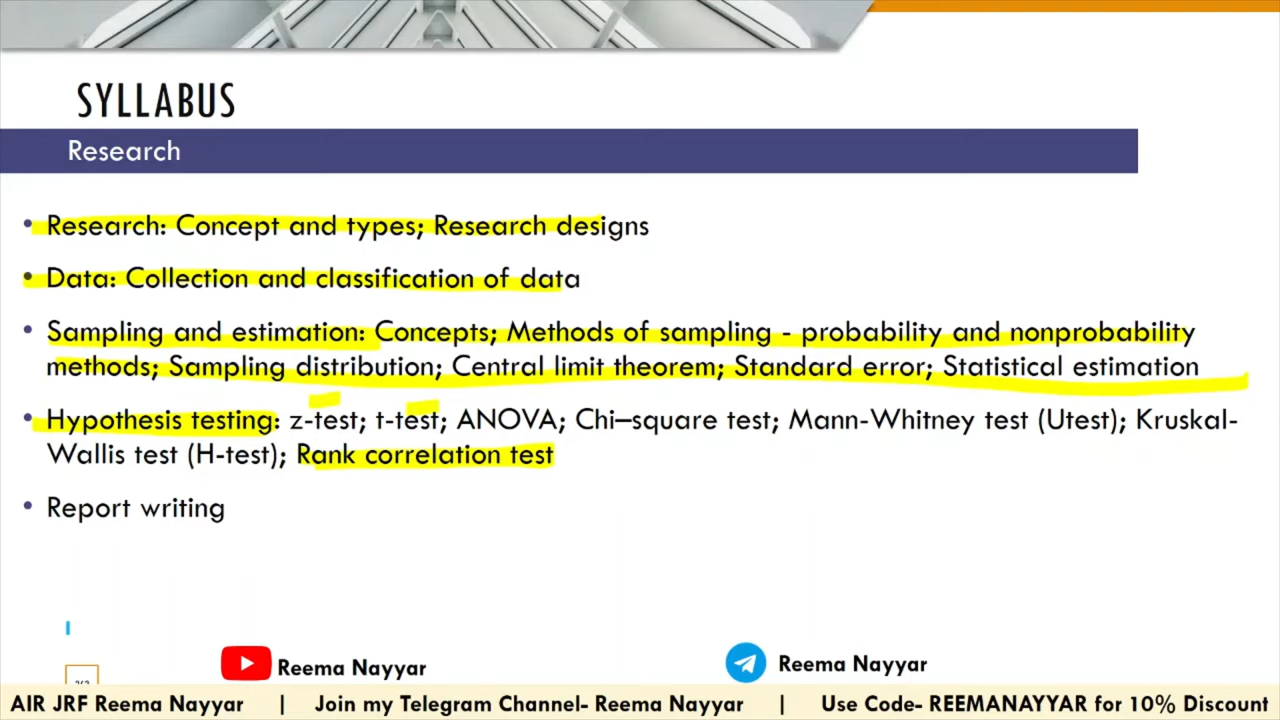 SYLLABUS
Research
• Research: Concept and types; Research designs
• Data: Collection and classification of data
• Sampling and estimation: Concepts; Methods of sampling - probability and nonprobability
methods; Sampling distribution; Central limit theorem; Standard error; Statistical estimation
• Hypothesis testing: z-test; t-test; ANOVA; Chi–square test; Mann-Whitney test (Utest); Kruskal-
Wallis test (H-test); Rank correlation test
• Report writing
Reema Nayyar
Reema Nayyar
AIR JRF Reema Nayyar | Join my Telegram Channel- Reema Nayyar | Use Code- REEMANAYYAR for 10% Discount